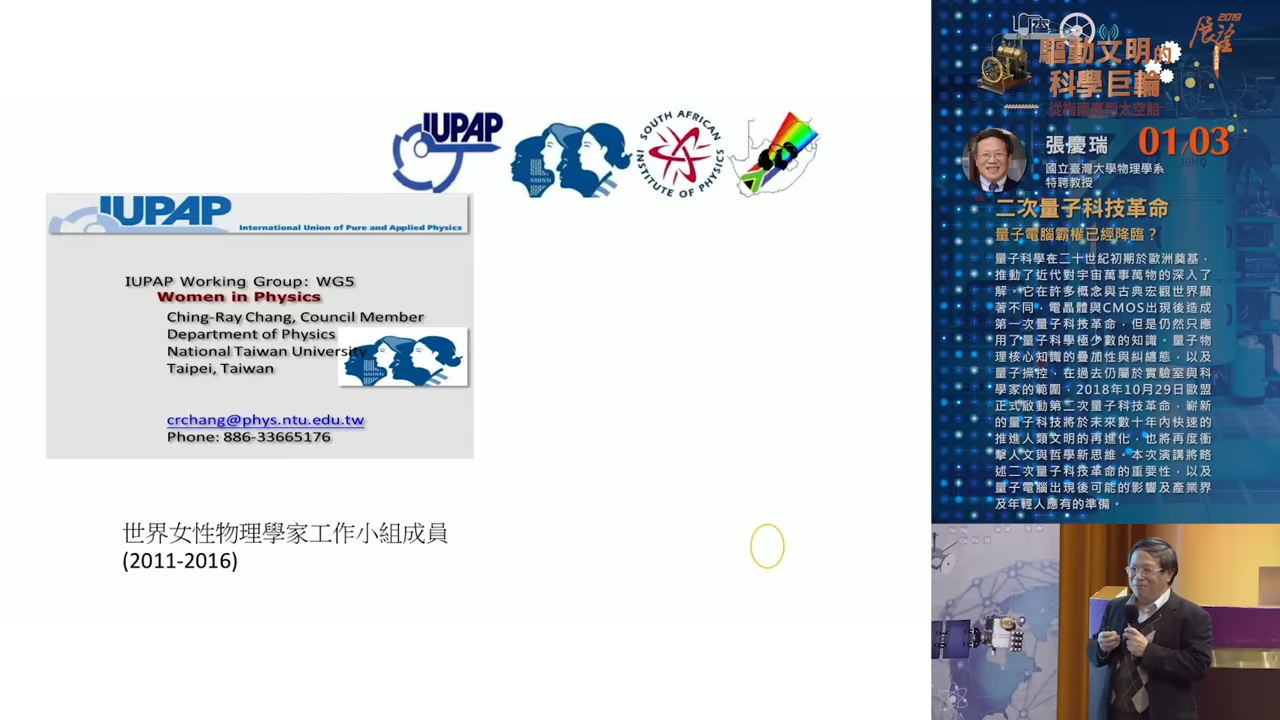 IUPAP
SOUTH AFRICAN INSTITUTE OF PHYSICS
IUPAP
International Union of Pure and Applied Physics
IUPAP Working Group: WG5
Women in Physics
Ching-Ray Chang, Council Member
Department of Physics
National Taiwan University
Taipei, Taiwan
crchang@phys.ntu.edu.tw
Phone: 886-33665176
世界女性物理學家工作小組成員
(2011-2016)
2019
展望
驅動文明的
科學巨輪
從指南車到太空船
張慶瑞
01/03
國立臺灣大學物理學系
特聘教授
二次量子科技革命
量子電腦霸權已經降臨？
量子科學在二十世紀初期於歐洲奠基，
推動了近代對宇宙萬事萬物的深入了
解。它在許多概念與古典宏觀世界顯
著不同，電晶體與CMOS出現後造成
第一次量子科技革命，但是仍然只應
用了量子科學極少數的知識。量子物
理核心知識的疊加性與糾纏態，以及
量子操控，在過去仍屬於實驗室與科
學家的範圍，2018年10月29日歐盟
正式啟動第二次量子科技革命，嶄新
的量子科技將於未來數十年內快速的
推進人類文明的再進化，也將再度衝
擊人文與哲學新思維。本次演講將略
述二次量子科技革命的重要性，以及
量子電腦出現後可能的影響及產業界
及年輕人應有的準備。